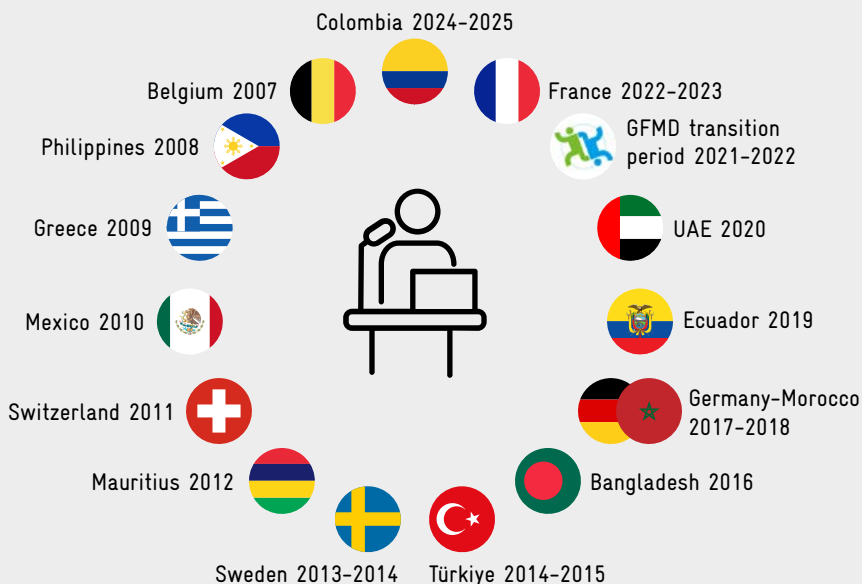 Colombia 2024-2025
Belgium 2007
France 2022-2023
Philippines 2008
GFMD transition
period 2021-2022
Greece 2009
UAE 2020
Mexico 2010
Ecuador 2019
Switzerland 2011
Germany-Morocco
2017-2018
Mauritius 2012
Bangladesh 2016
Sweden 2013-2014
Türkiye 2014-2015